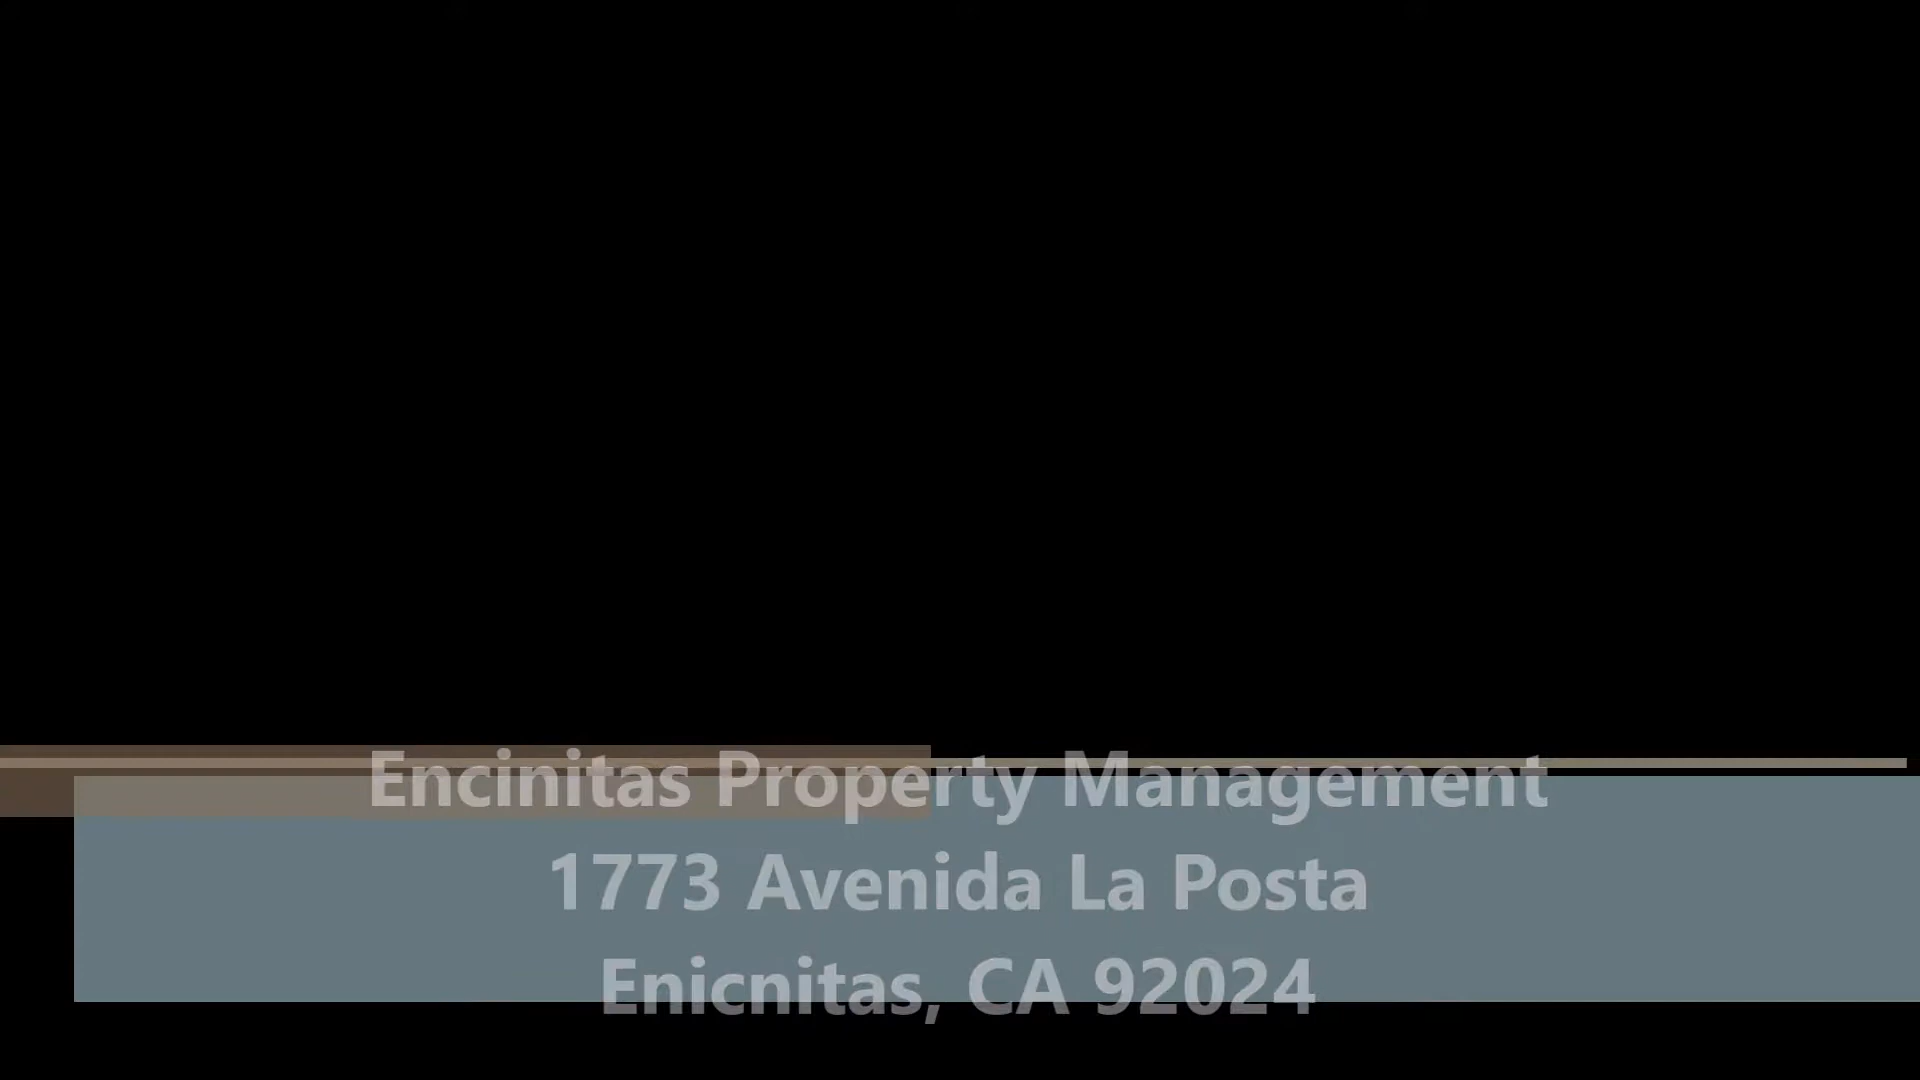 Encinitas Property Management
1773 Avenida La Posta
Enicnitas, CA 92024